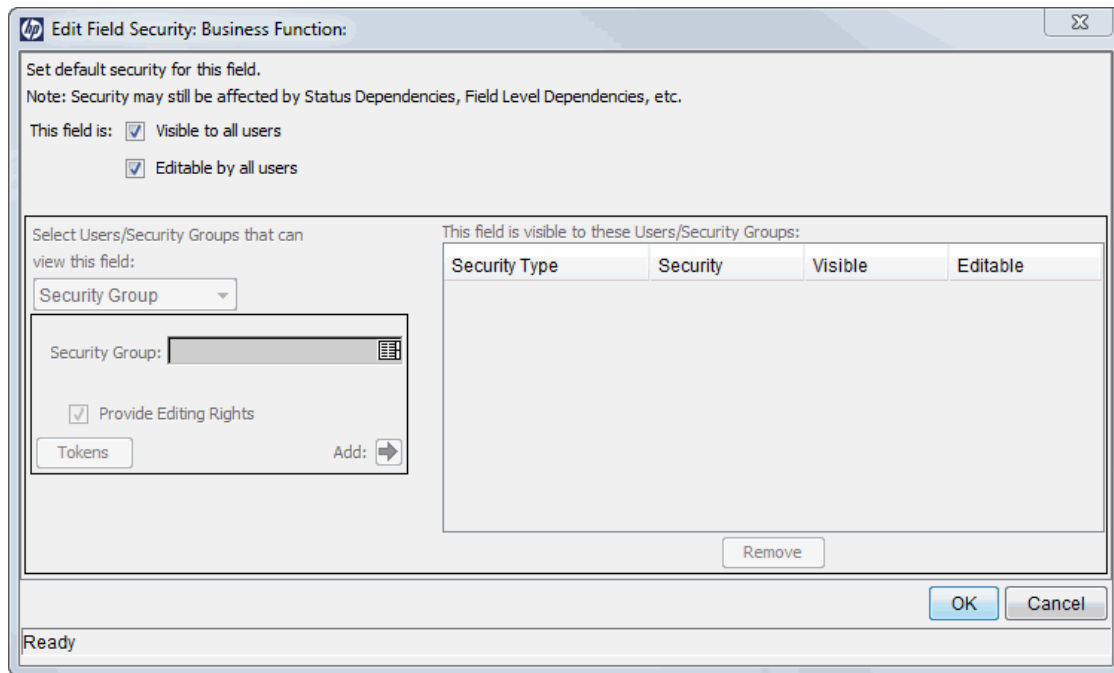 hp Edit Field Security: Business Function:
Set default security for this field.
Note: Security may still be affected by Status Dependencies, Field Level Dependencies, etc.
This field is: Visible to all users
Editable by all users
Select Users/Security Groups that can
view this field:
Security Group
Security Group:
Provide Editing Rights
Tokens
Add:
This field is visible to these Users/Security Groups:
Security Type Security Visible Editable
Remove
OK Cancel
Ready